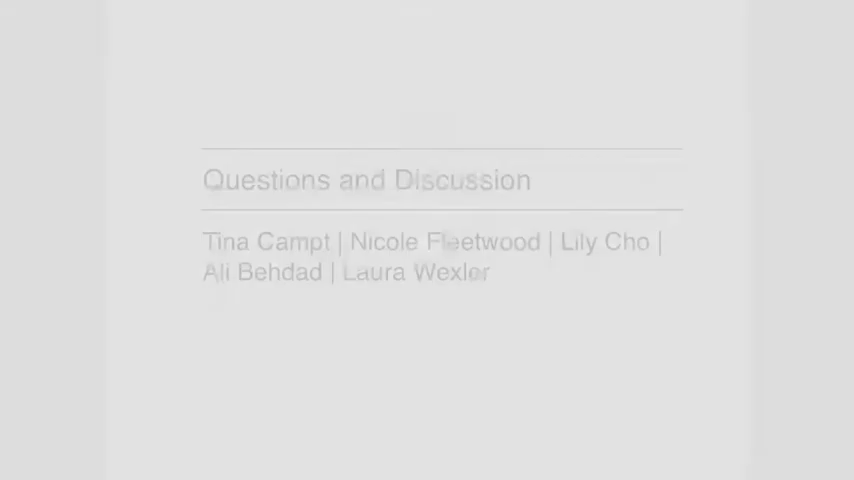 Questions and Discussion
Tina Campt | Nicole Fleetwood | Lily Cho |
Ali Behdad | Laura Wexler